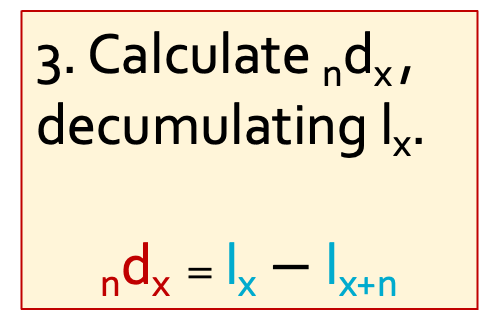 3. Calculate ₙdₓ,
decumulating lₓ.
ₙdₓ = lₓ − lₓ₊ₙ